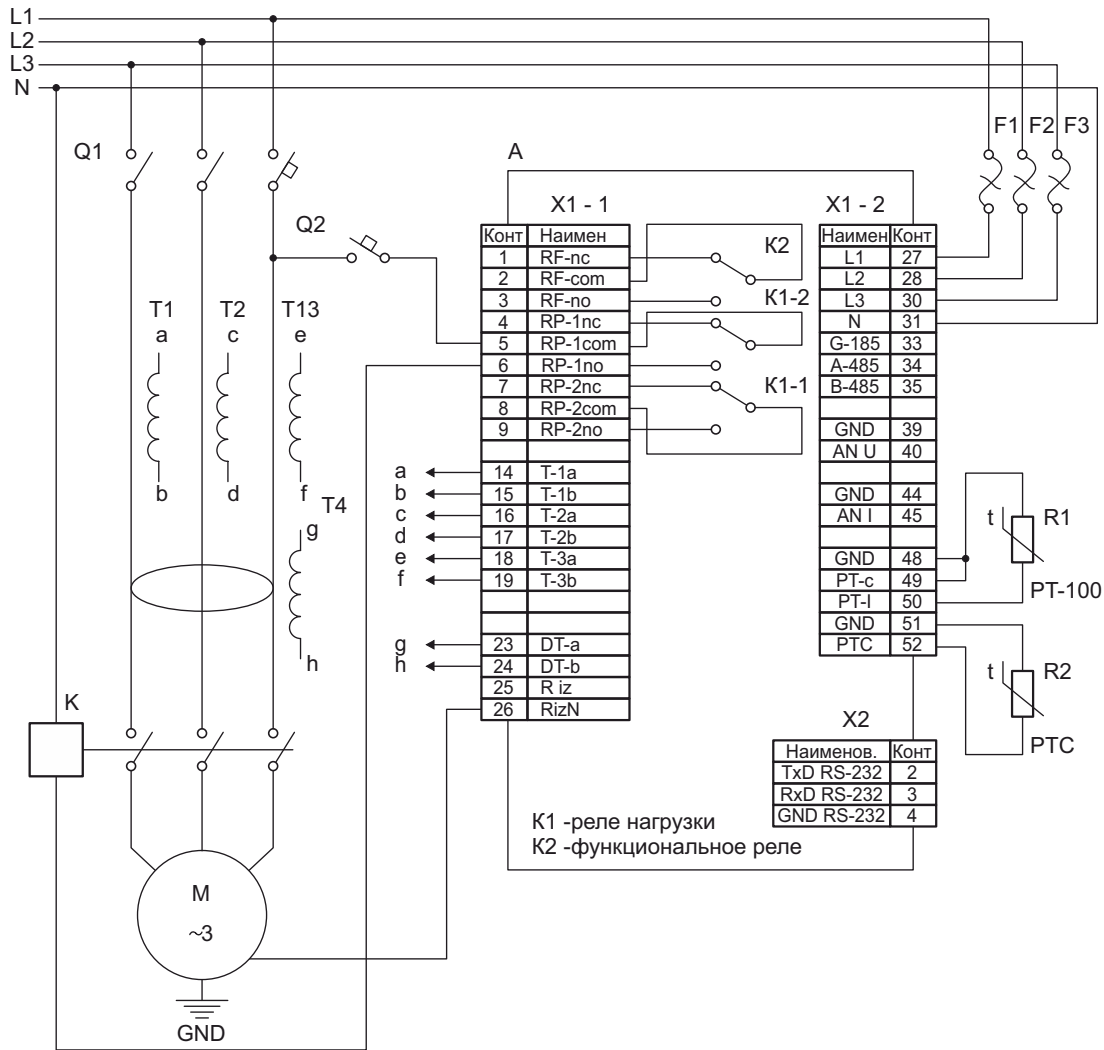 L1
L2
L3
N
F1 F2 F3
Q1
A
X1 - 1
X1 - 2
Q2
Конт Наимен
1 RF-nc
2 RF-com
3 RF-no
4 RP-1nc
5 RP-1com
6 RP-1no
7 RP-2nc
8 RP-2com
9 RP-2no
14 T-1a
15 T-1b
16 T-2a
17 T-2b
18 T-3a
19 T-3b
23 DT-a
24 DT-b
25 R iz
26 RizN
К2
К1-2
К1-1
Наимен Конт
L1 27
L2 28
L3 30
N 31
G-185 33
A-485 34
B-485 35
GND 39
AN U 40
GND 44
AN I 45
GND 48
PT-c 49
PT-I 50
GND 51
PTC 52
T1 T2 T13
a c e
b d f
T4
g
h
a
b
c
d
e
f
g
h
t R1
PT-100
t R2
PTC
K
X2
Наименов. Конт
TxD RS-232 2
RxD RS-232 3
GND RS-232 4
К1 -реле нагрузки
К2 -функциональное реле
M
~3
GND